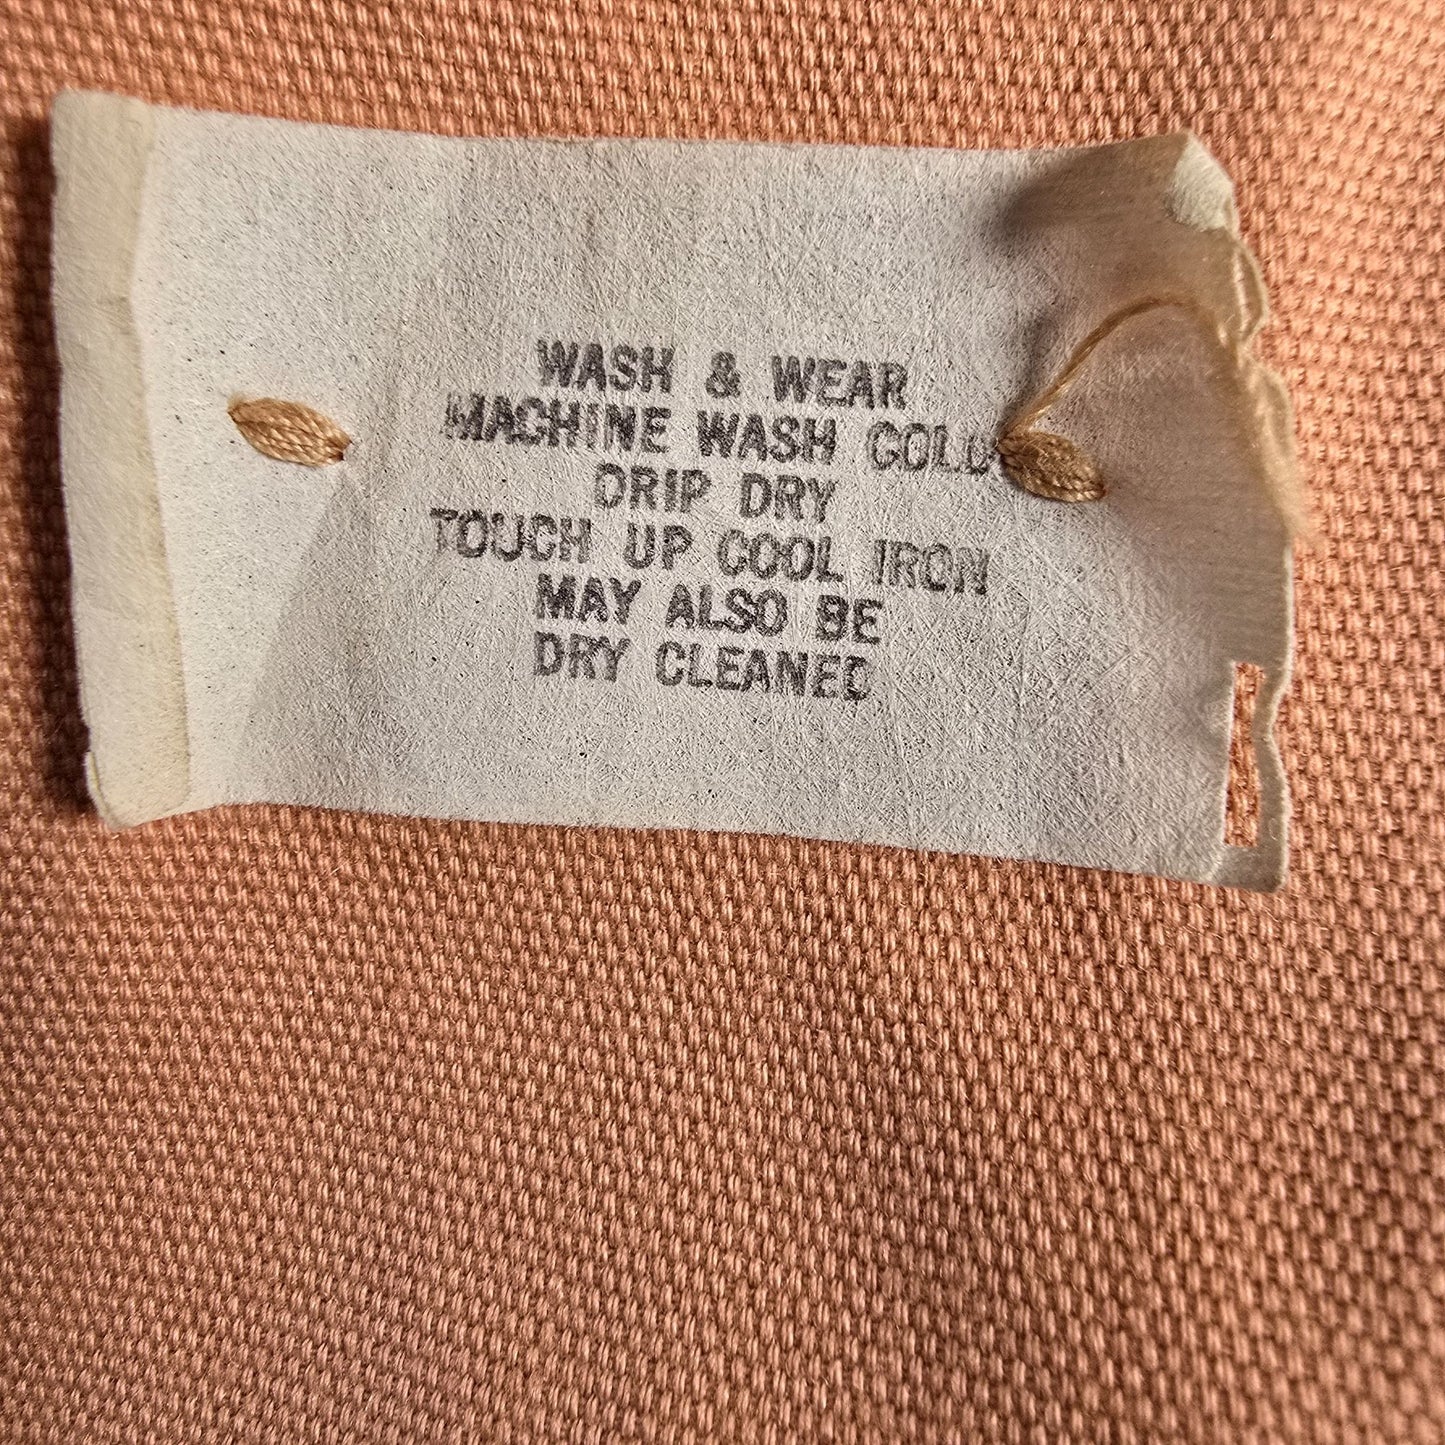 WASH & WEAR
MACHINE WASH COLD
DRIP DRY
TOUCH UP COOL IRON
MAY ALSO BE
DRY CLEANED